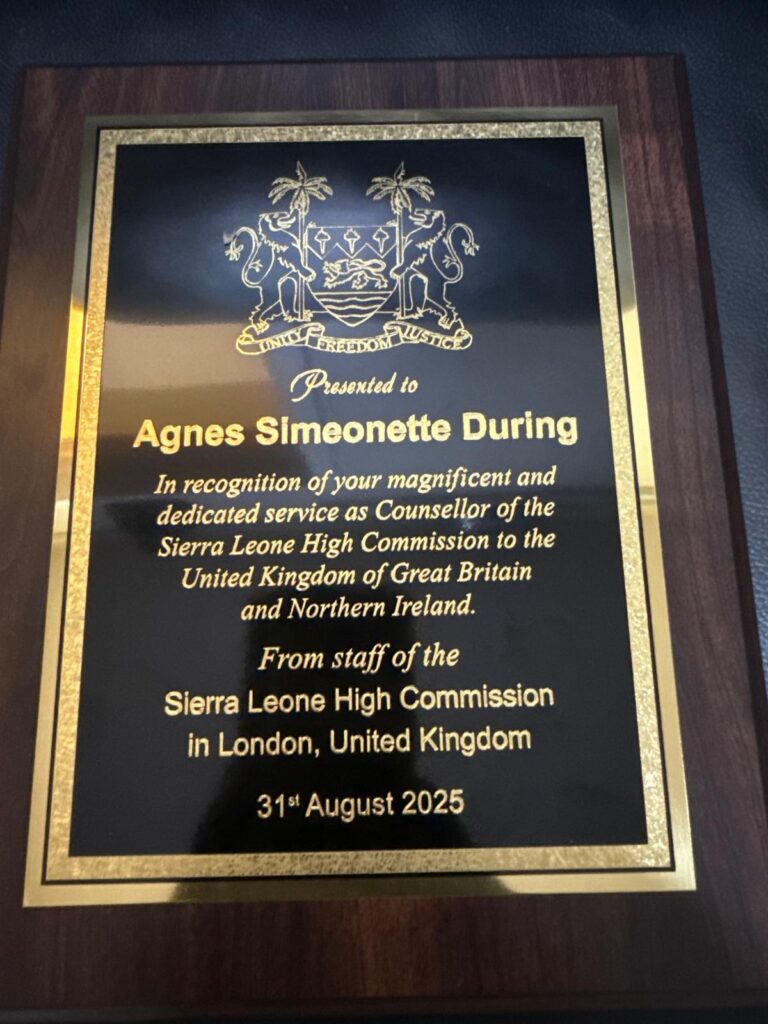 UNITY FREEDOM JUSTICE
Presented to
Agnes Simeonette During
In recognition of your magnificent and
dedicated service as Counsellor of the
Sierra Leone High Commission to the
United Kingdom of Great Britain
and Northern Ireland.
From staff of the
Sierra Leone High Commission
in London, United Kingdom
31st August 2025